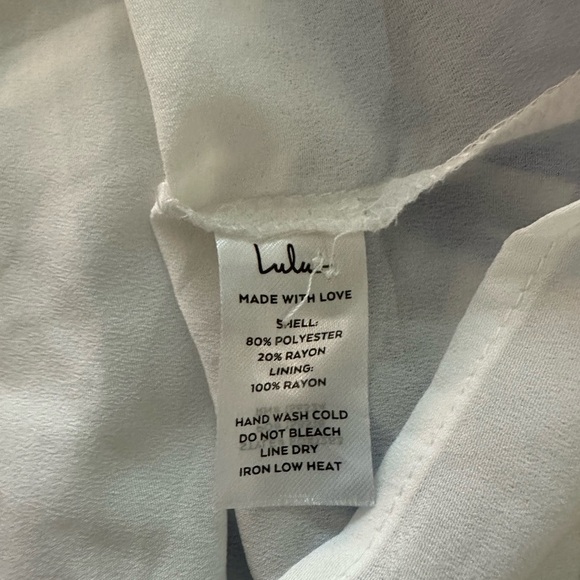 Lulu
MADE WITH LOVE
SHELL:
80% POLYESTER
20% RAYON
LINING:
100% RAYON
HAND WASH COLD
DO NOT BLEACH
LINE DRY
IRON LOW HEAT